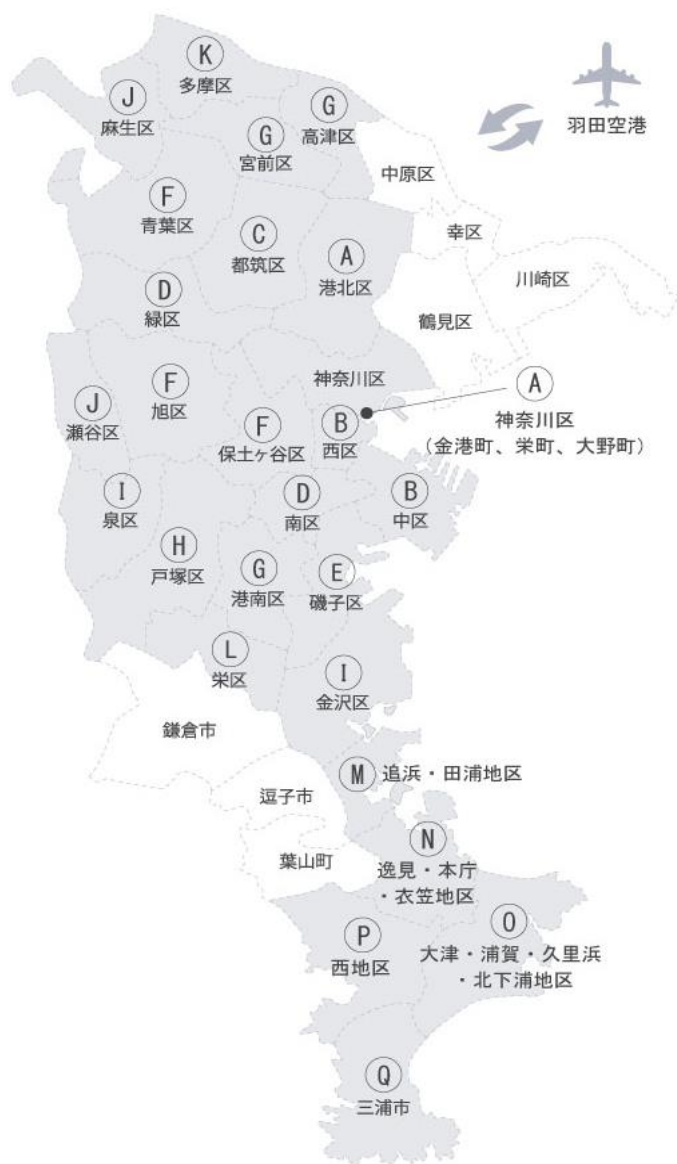 K
多摩区
J
麻生区
G
高津区
羽田空港
G
宮前区
中原区
F
青葉区
C
都筑区
A
港北区
幸区
川崎区
D
緑区
鶴見区
神奈川区
A
神奈川区
（金港町、栄町、大野町）
J
瀬谷区
F
旭区
F
保土ヶ谷区
B
西区
I
泉区
D
南区
B
中区
H
戸塚区
G
港南区
E
磯子区
L
栄区
I
金沢区
鎌倉市
M
追浜・田浦地区
逗子市
N
逸見・本庁
・衣笠地区
葉山町
P
西地区
O
大津・浦賀・久里浜
・北下浦地区
Q
三浦市